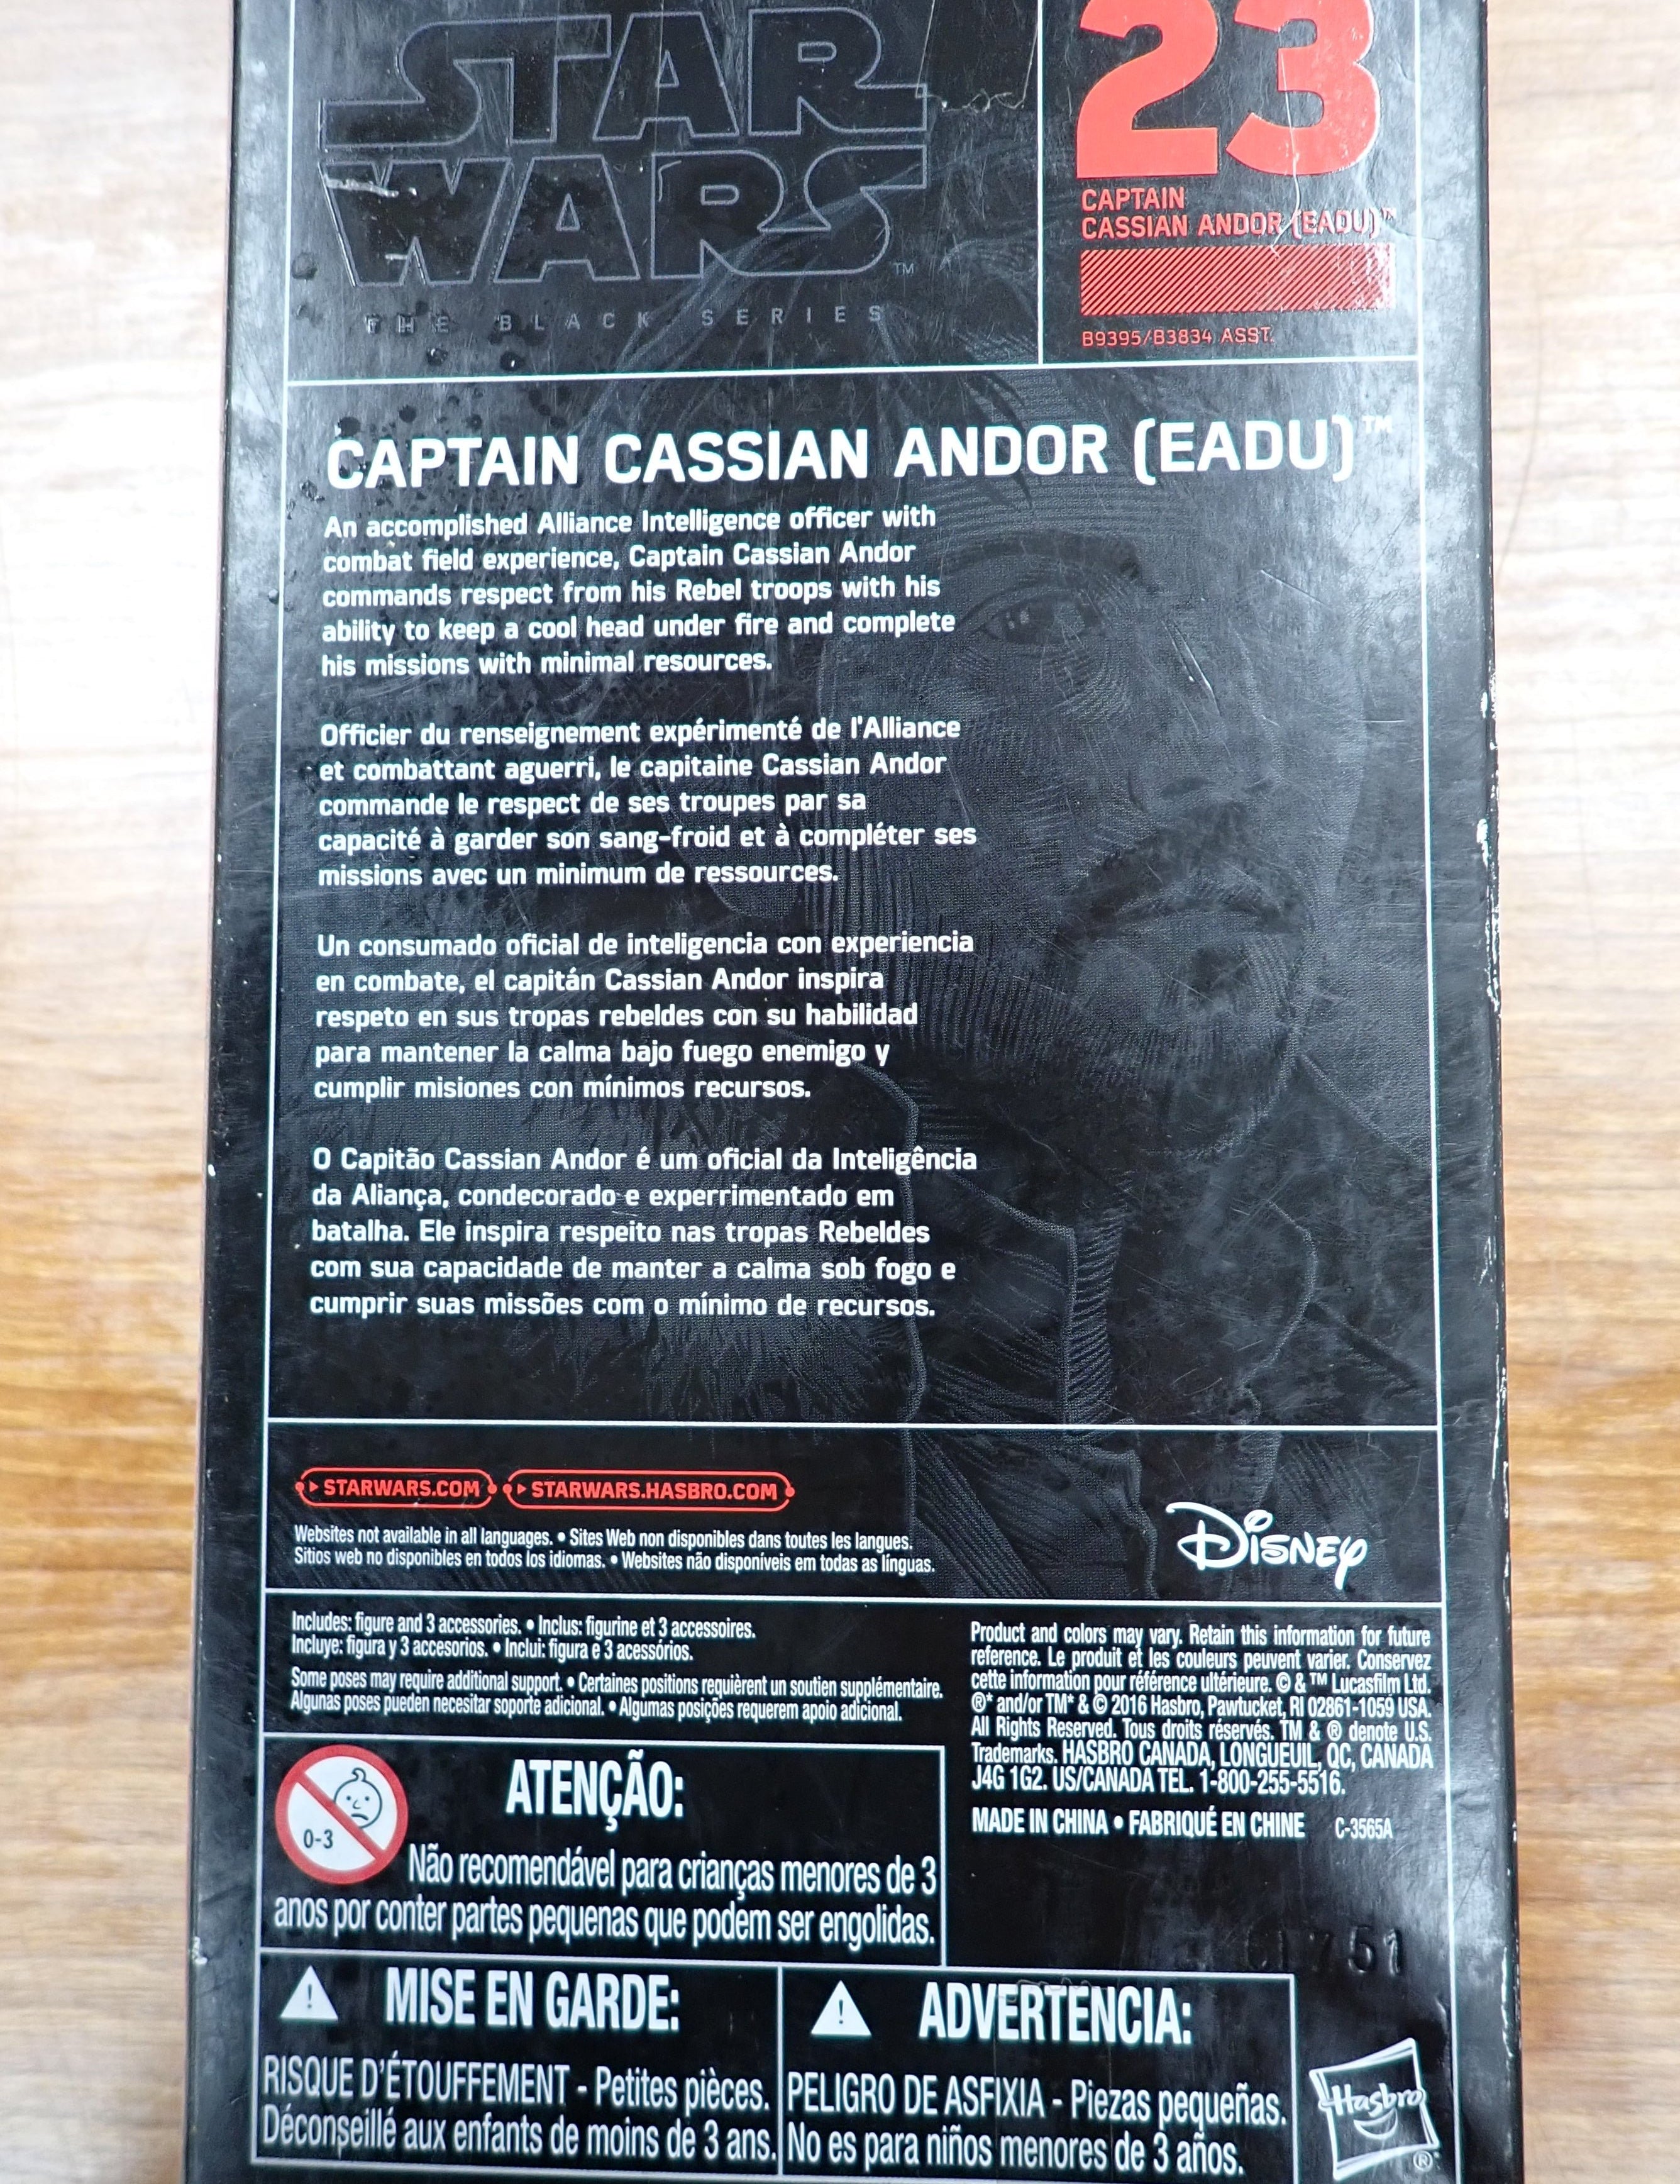 STAR
WARS™
THE BLACK SERIES
23
CAPTAIN
CASSIAN ANDOR (EADU)™
B9395/B3834 ASST.
CAPTAIN CASSIAN ANDOR (EADU)™
An accomplished Alliance Intelligence officer with
combat field experience, Captain Cassian Andor
commands respect from his Rebel troops with his
ability to keep a cool head under fire and complete
his missions with minimal resources.
Officier du renseignement expérimenté de l'Alliance
et combattant aguerri, le capitaine Cassian Andor
commande le respect de ses troupes par sa
capacité à garder son sang-froid et à compléter ses
missions avec un minimum de ressources.
Un consumado oficial de inteligencia con experiencia
en combate, el capitán Cassian Andor inspira
respeto en sus tropas rebeldes con su habilidad
para mantener la calma bajo fuego enemigo y
cumplir misiones con mínimos recursos.
O Capitão Cassian Andor é um oficial da Inteligência
da Aliança, condecorado e experrimentado em
batalha. Ele inspira respeito nas tropas Rebeldes
com sua capacidade de manter a calma sob fogo e
cumprir suas missões com o mínimo de recursos.
STARWARS.COM STARWARS.HASBRO.COM
Websites not available in all languages. • Sites Web non disponibles dans toutes les langues.
Sitios web no disponibles en todos los idiomas. • Websites não disponíveis em todas as línguas.
Disney
Includes: figure and 3 accessories. • Inclus: figurine et 3 accessoires.
Incluye: figura y 3 accesorios. • Inclui: figura e 3 acessórios.
Some poses may require additional support. • Certaines positions requièrent un soutien supplémentaire.
Algunas poses pueden necesitar soporte adicional. • Algumas posições requerem apoio adicional.
Product and colors may vary. Retain this information for future
reference. Le produit et les couleurs peuvent varier. Conservez
cette information pour référence ultérieure. © & ™ Lucasfilm Ltd.
®* and/or TM* & © 2016 Hasbro, Pawtucket, RI 02861-1059 USA.
All Rights Reserved. Tous droits réservés. TM & ® denote U.S.
Trademarks. HASBRO CANADA, LONGUEUIL, QC, CANADA
J4G 1G2. US/CANADA TEL. 1-800-255-5516.
MADE IN CHINA • FABRIQUÉ EN CHINE C-3565A
0-3
ATENÇÃO:
Não recomendável para crianças menores de 3
anos por conter partes pequenas que podem ser engolidas.
MISE EN GARDE:
RISQUE D'ÉTOUFFEMENT - Petites pièces.
Déconseillé aux enfants de moins de 3 ans.
ADVERTENCIA:
PELIGRO DE ASFIXIA - Piezas pequeñas.
No es para niños menores de 3 años.
Hasbro®